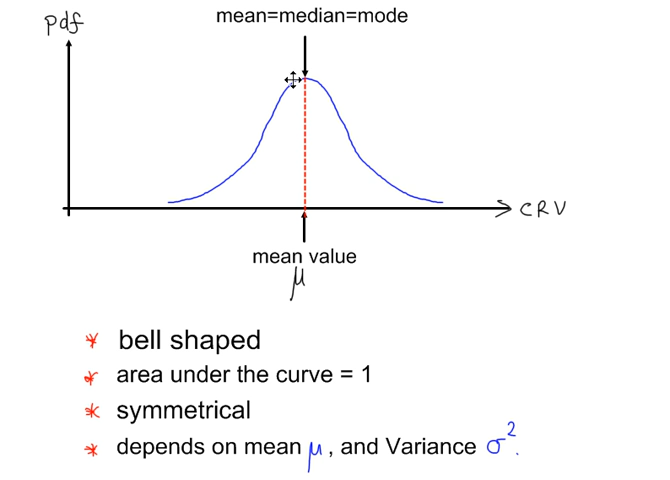 pdf
mean=median=mode
CRV
mean value
μ
bell shaped
area under the curve = 1
symmetrical
depends on mean μ, and Variance σ².